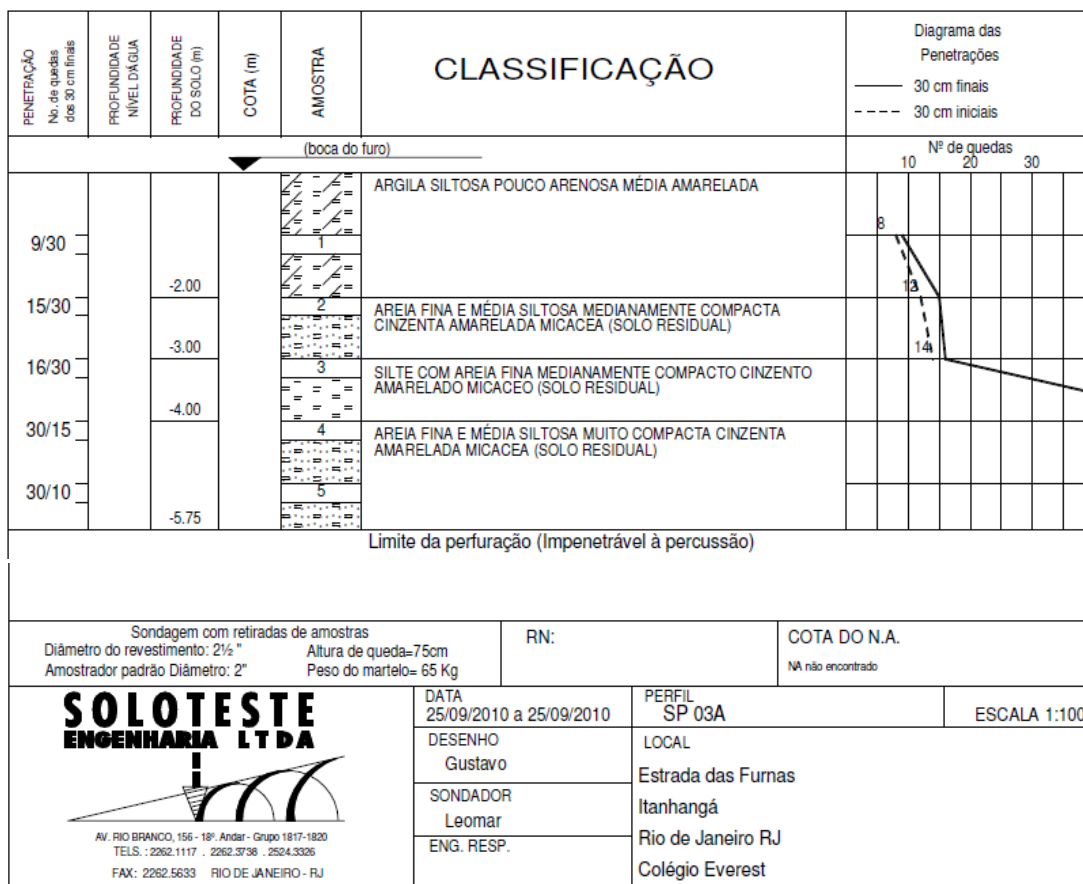 PENETRAÇÃO
No. de quedas
dos 30 cm finais
PROFUNDIDADE
NÍVEL D'ÁGUA
PROFUNDIDADE
DO SOLO (m)
COTA (m)
AMOSTRA
CLASSIFICAÇÃO
Diagrama das
Penetrações
30 cm finais
30 cm iniciais
(boca do furo)
Nº de quedas
10 20 30
ARGILA SILTOSA POUCO ARENOSA MÉDIA AMARELADA
8
9/30
1
-2.00
12
15/30
2
AREIA FINA E MÉDIA SILTOSA MEDIANAMENTE COMPACTA
CINZENTA AMARELADA MICACEA (SOLO RESIDUAL)
-3.00
14
16/30
3
SILTE COM AREIA FINA MEDIANAMENTE COMPACTO CINZENTO
AMARELADO MICACEO (SOLO RESIDUAL)
-4.00
30/15
4
AREIA FINA E MÉDIA SILTOSA MUITO COMPACTA CINZENTA
AMARELADA MICACEA (SOLO RESIDUAL)
30/10
5
-5.75
Limite da perfuração (Impenetrável à percussão)
Sondagem com retiradas de amostras
Diâmetro do revestimento: 2½ " Altura de queda=75cm
Amostrador padrão Diâmetro: 2" Peso do martelo= 65 Kg
RN:
COTA DO N.A.
NA não encontrado
SOLOTESTE
ENGENHARIA LTDA
AV. RIO BRANCO, 156 - 18º. Andar - Grupo 1817-1820
TELS. : 2262.1117 . 2262.3738 . 2524.3326
FAX: 2262.5633 RIO DE JANEIRO - RJ
DATA
25/09/2010 a 25/09/2010
PERFIL
SP 03A
ESCALA 1:100
DESENHO
Gustavo
SONDADOR
Leomar
ENG. RESP.
LOCAL
Estrada das Furnas
Itanhangá
Rio de Janeiro RJ
Colégio Everest